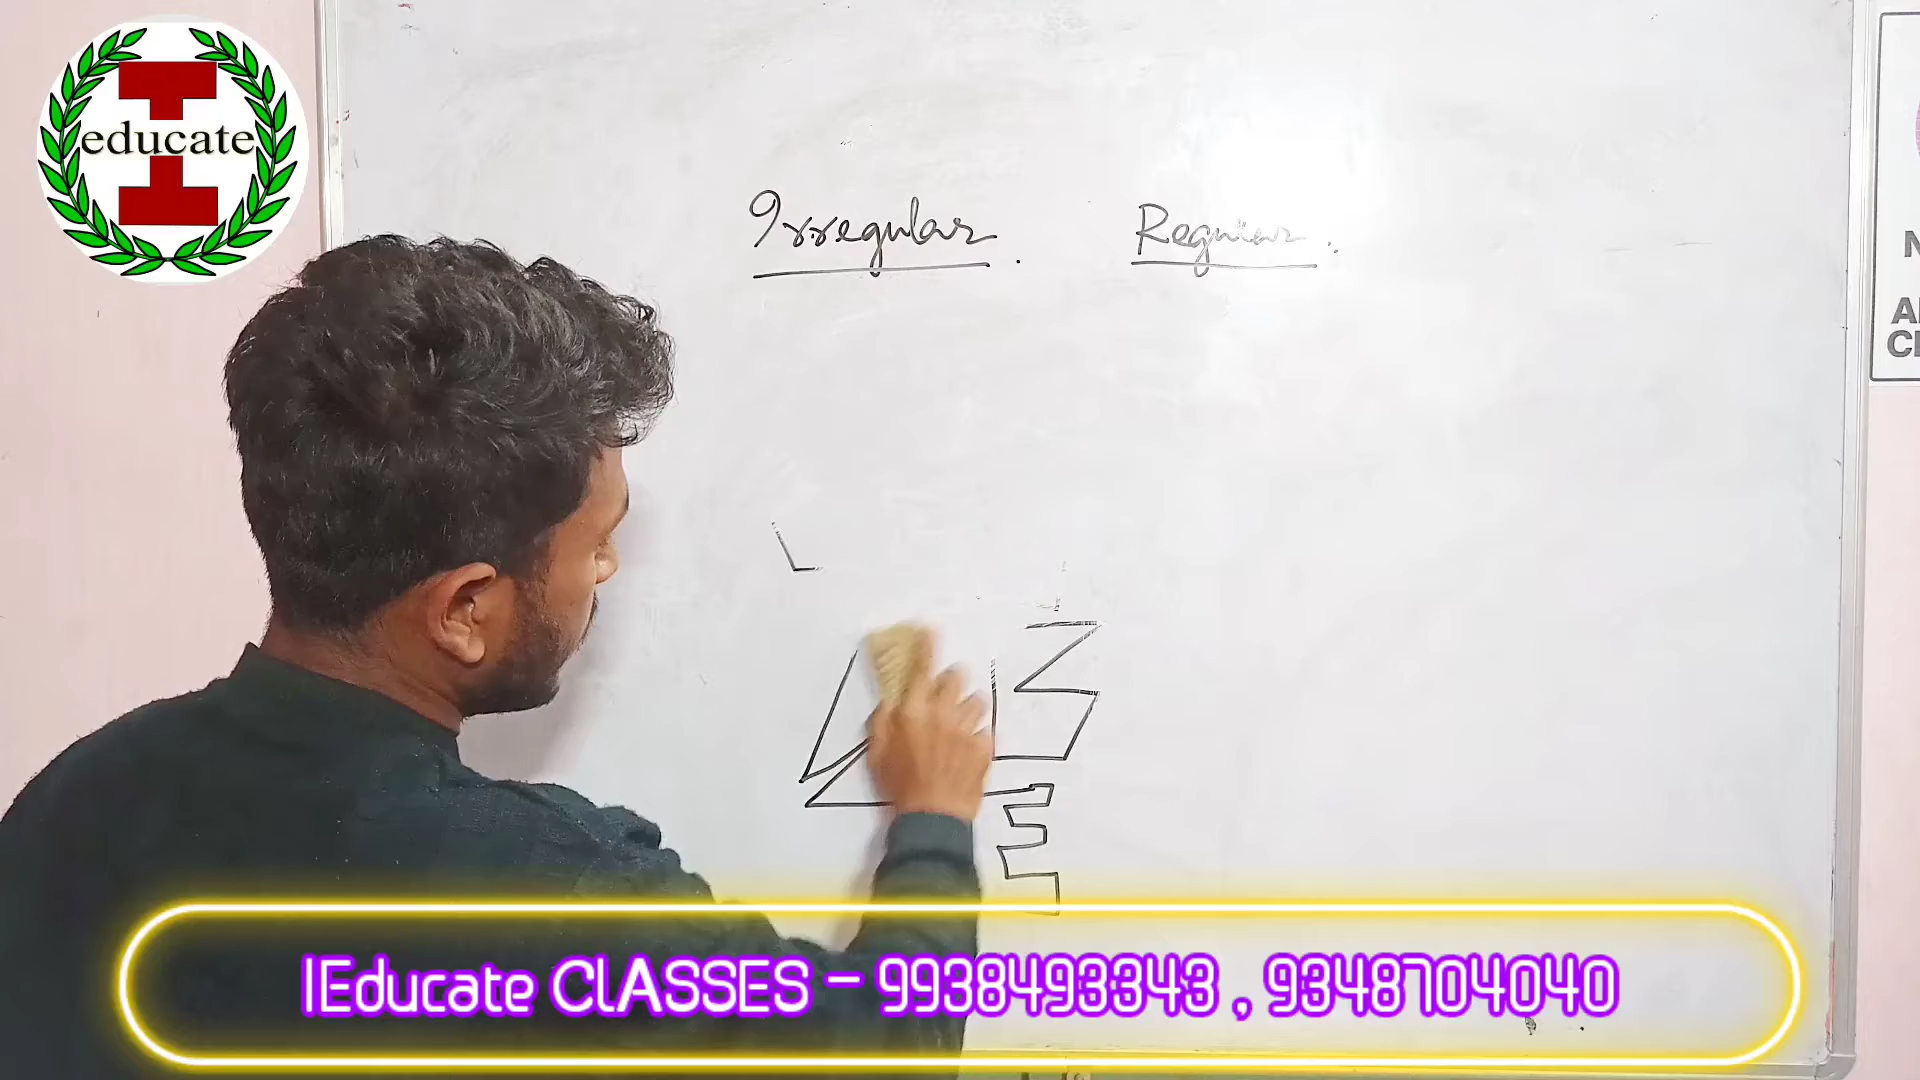 I
educate
Irregular.
Regular.
N
IEducate ClASSES - 9938493343 , 9348704040